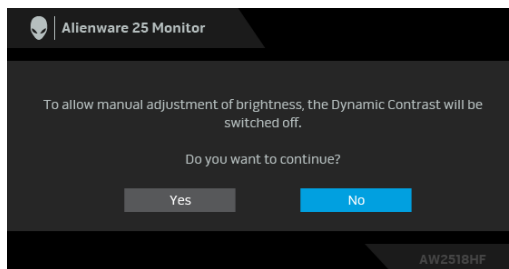 Alienware 25 Monitor
To allow manual adjustment of brightness, the Dynamic Contrast will be
switched off.
Do you want to continue?
Yes
No
AW2518HF